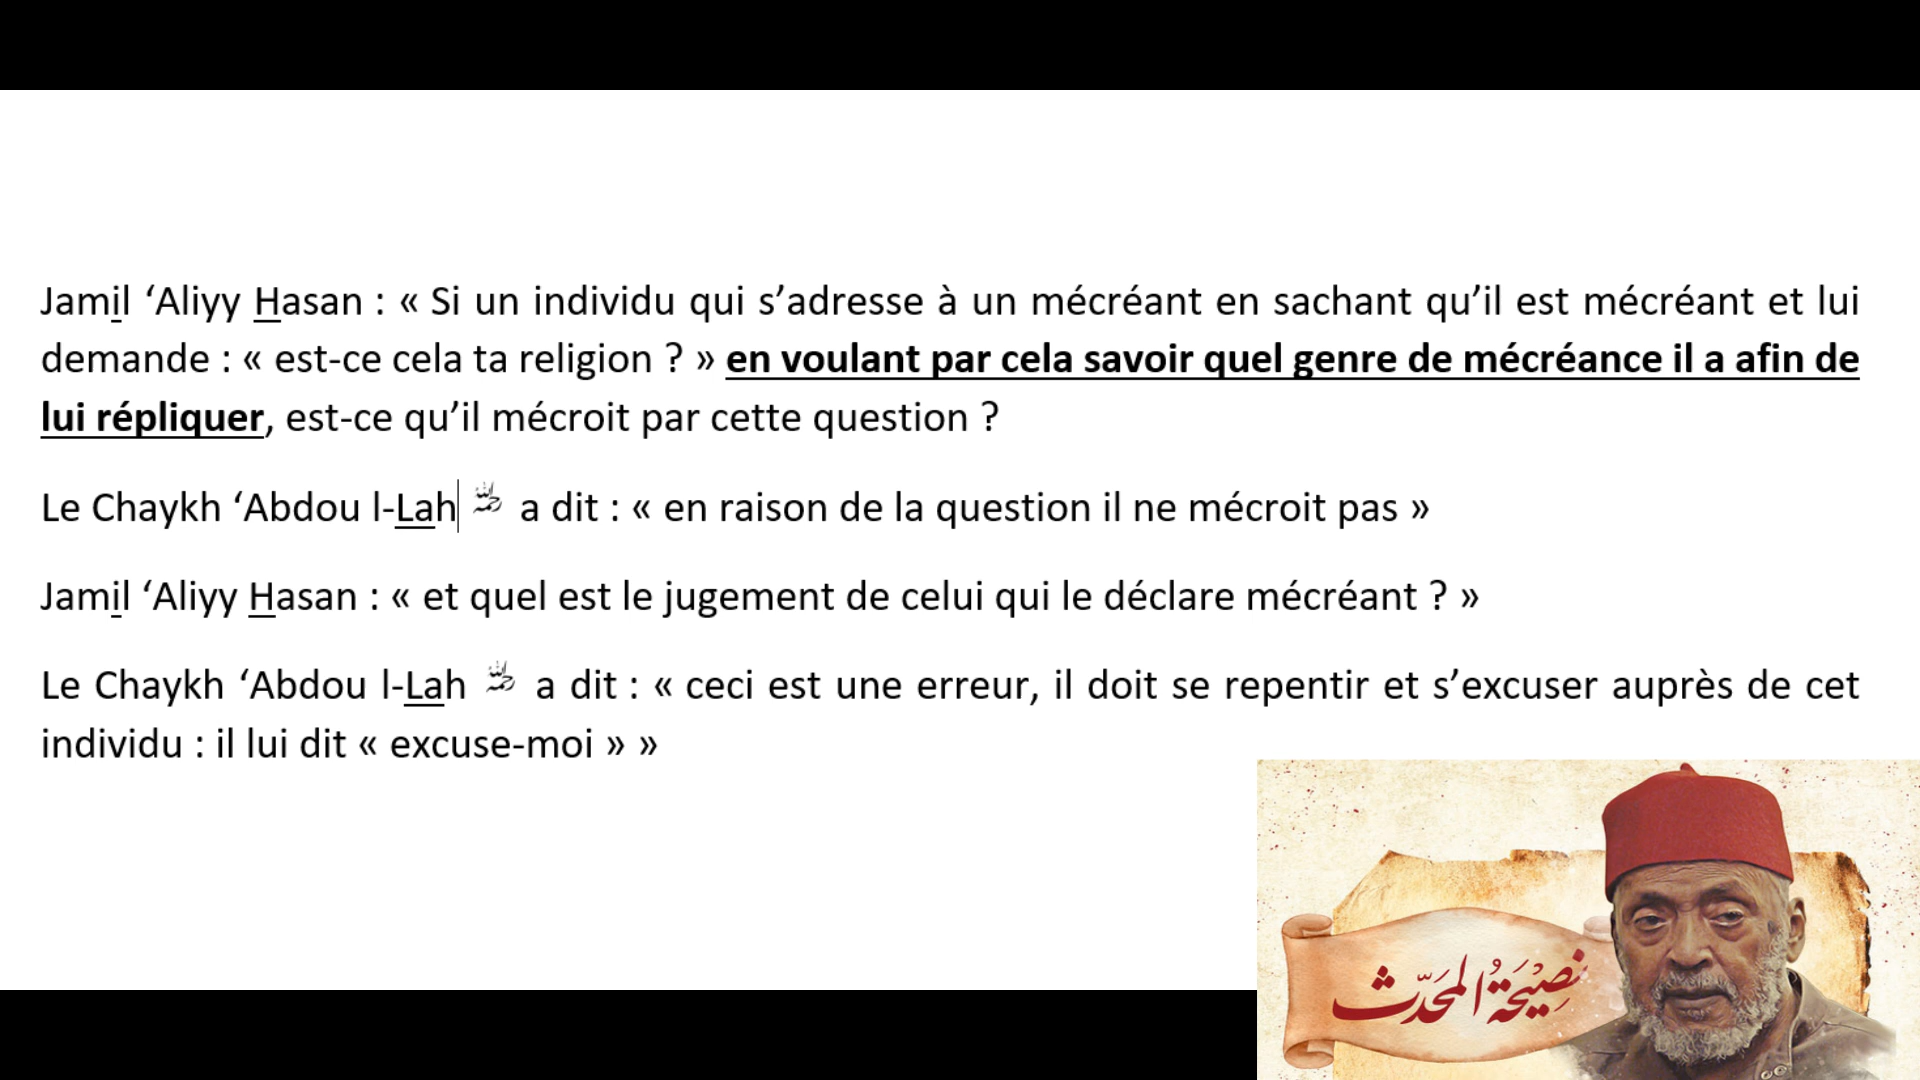 Jamil ‘Aliyy Hasan : « Si un individu qui s’adresse à un mécréant en sachant qu’il est mécréant et lui
demande : « est-ce cela ta religion ? » en voulant par cela savoir quel genre de mécréance il a afin de
lui répliquer, est-ce qu’il mécroit par cette question ?
Le Chaykh ‘Abdou l-Lah رحمه الله a dit : « en raison de la question il ne mécroit pas »
Jamil ‘Aliyy Hasan : « et quel est le jugement de celui qui le déclare mécréant ? »
Le Chaykh ‘Abdou l-Lah رحمه الله a dit : « ceci est une erreur, il doit se repentir et s’excuser auprès de cet
individu : il lui dit « excuse-moi » »
نَصِيْحَةُ المُحَدِّث